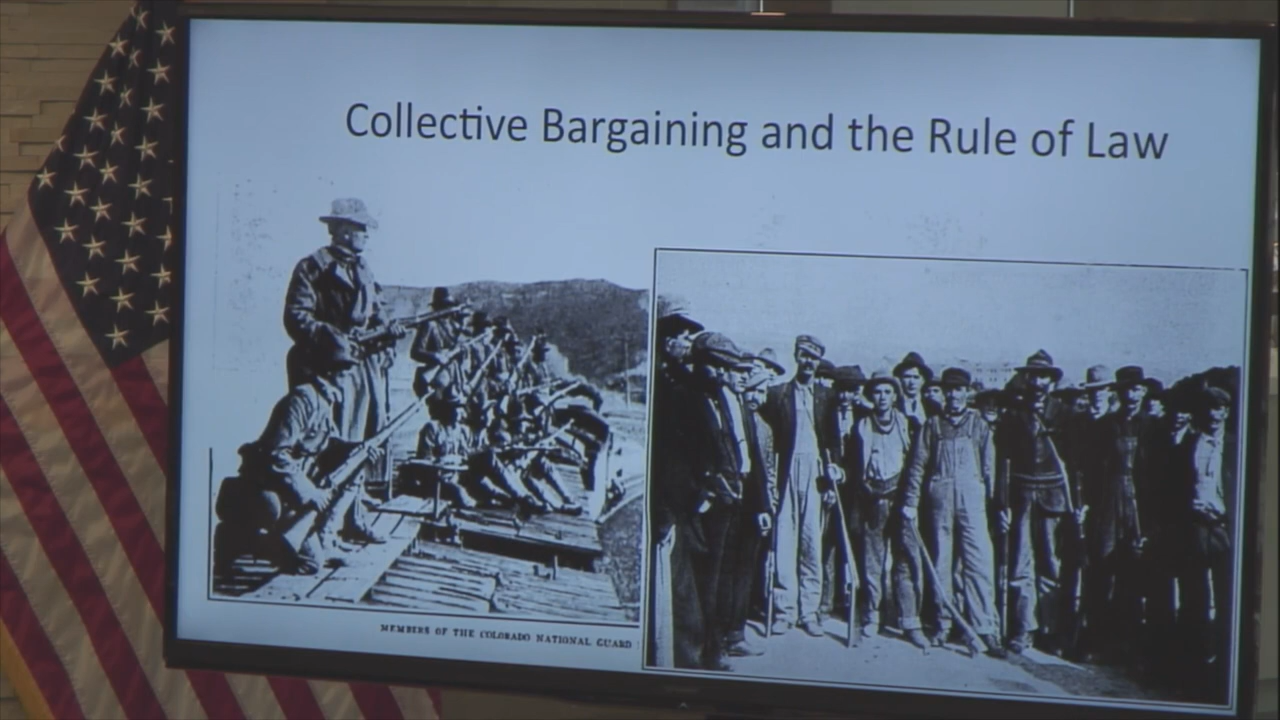 Collective Bargaining and the Rule of Law
MEMBERS OF THE COLORADO NATIONAL GUARD